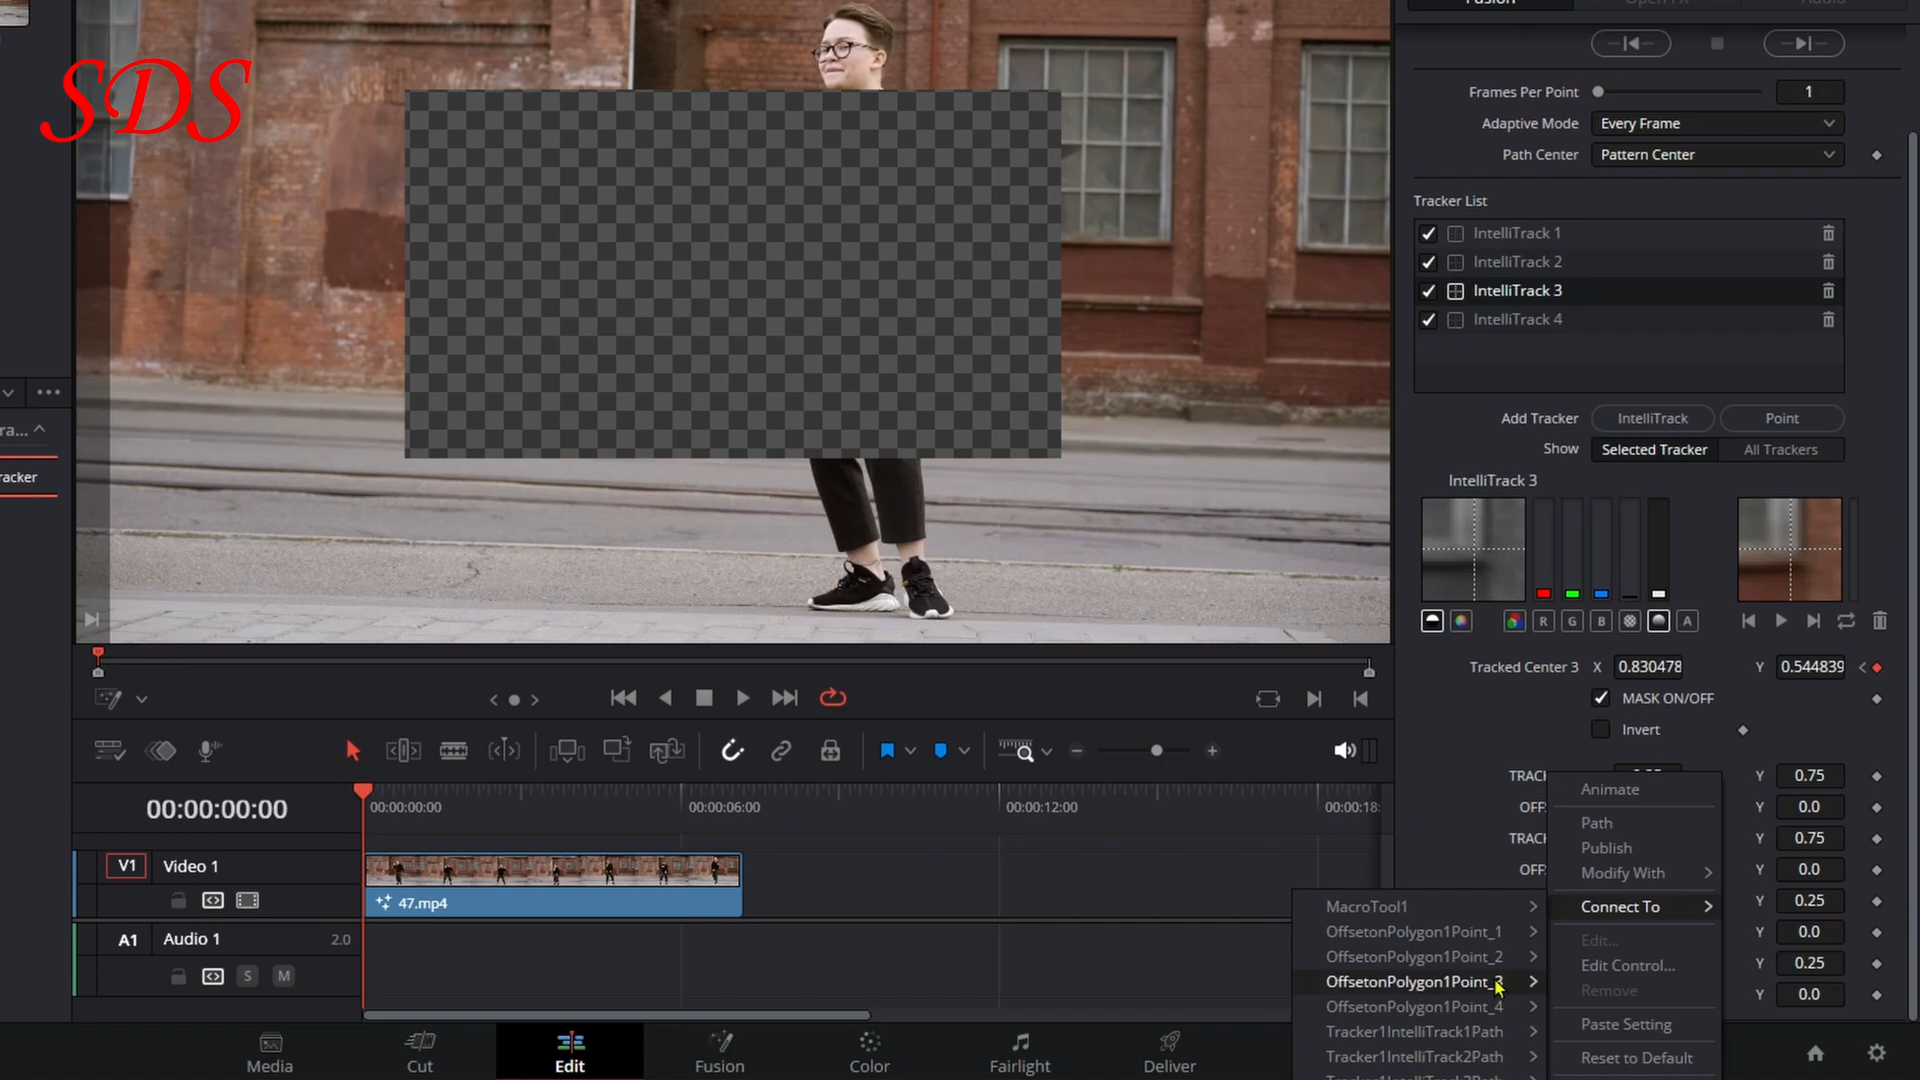 SDS
Fusion
Frames Per Point 1
Adaptive Mode Every Frame
Path Center Pattern Center
Tracker List
IntelliTrack 1
IntelliTrack 2
IntelliTrack 3
IntelliTrack 4
Add Tracker IntelliTrack Point
Show Selected Tracker All Trackers
IntelliTrack 3
R G B A
Tracked Center 3 X 0.830478 Y 0.544839
MASK ON/OFF
Invert
TRAC Y 0.75
OFF Y 0.0
TRAC Y 0.75
OFF Y 0.0
Y 0.25
Y 0.0
Y 0.25
Y 0.0
Animate
Path
Publish
Modify With
Connect To
Edit...
Edit Control...
Remove
Paste Setting
Reset to Default
MacroTool1
OffsetonPolygon1Point_1
OffsetonPolygon1Point_2
OffsetonPolygon1Point_3
OffsetonPolygon1Point_4
Tracker1IntelliTrack1Path
Tracker1IntelliTrack2Path
ra...
racker
00:00:00:00
00:00:00:00 00:00:06:00 00:00:12:00 00:00:18:
V1 Video 1
47.mp4
A1 Audio 1 2.0
S M
Media Cut Edit Fusion Color Fairlight Deliver